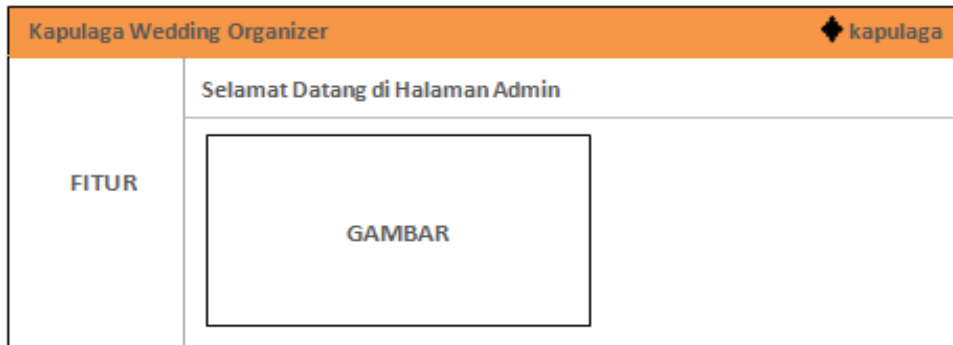 Kapulaga Wedding Organizer
kapulaga
Selamat Datang di Halaman Admin
FITUR
GAMBAR